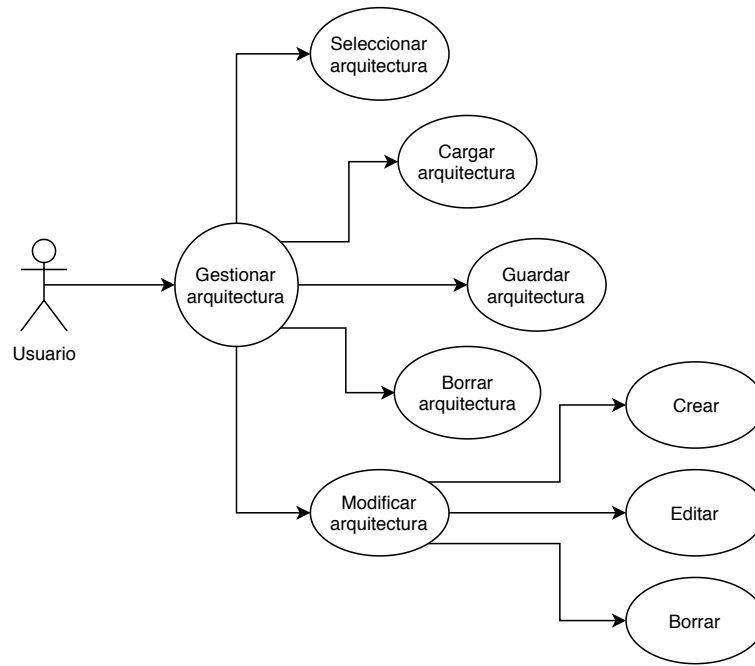 Seleccionar
arquitectura
Cargar
arquitectura
Gestionar
arquitectura
Guardar
arquitectura
Usuario
Borrar
arquitectura
Crear
Modificar
arquitectura
Editar
Borrar